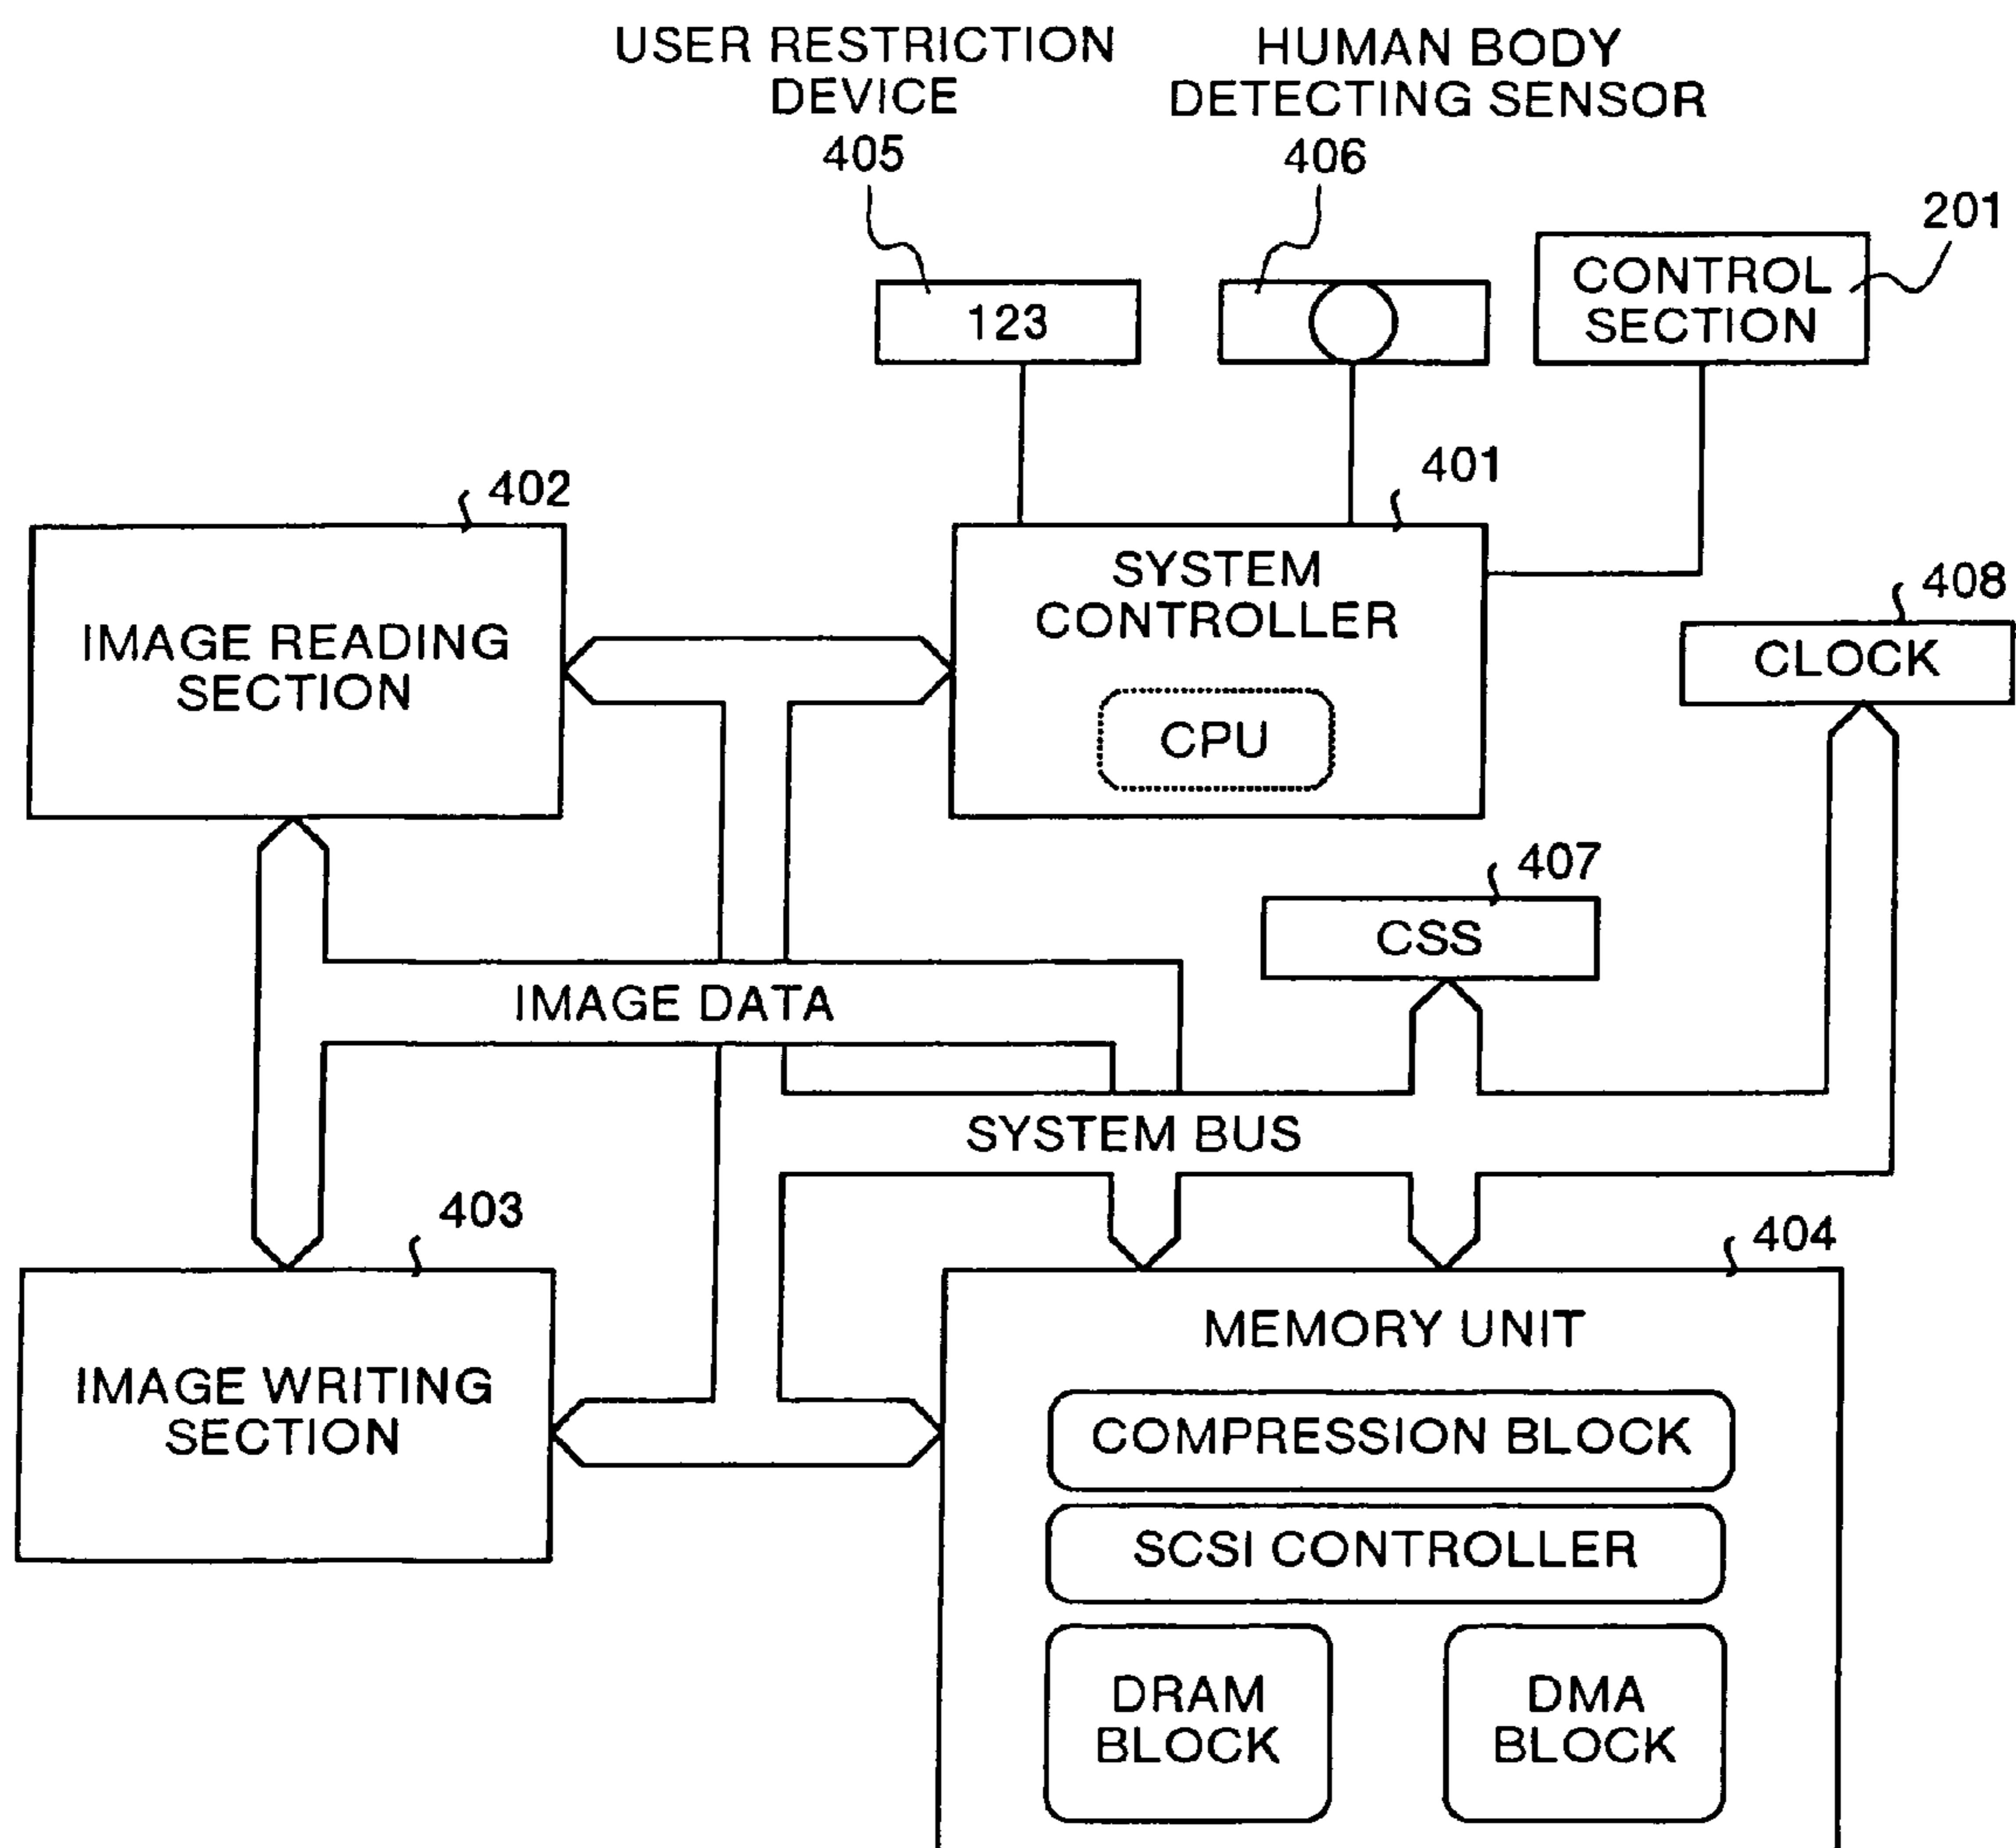 USER RESTRICTION
DEVICE
405
HUMAN BODY
DETECTING SENSOR
406
201
123
CONTROL
SECTION
402
401
IMAGE READING
SECTION
SYSTEM
CONTROLLER
CPU
408
CLOCK
407
CSS
IMAGE DATA
SYSTEM BUS
403
IMAGE WRITING
SECTION
404
MEMORY UNIT
COMPRESSION BLOCK
SCSI CONTROLLER
DRAM
BLOCK
DMA
BLOCK